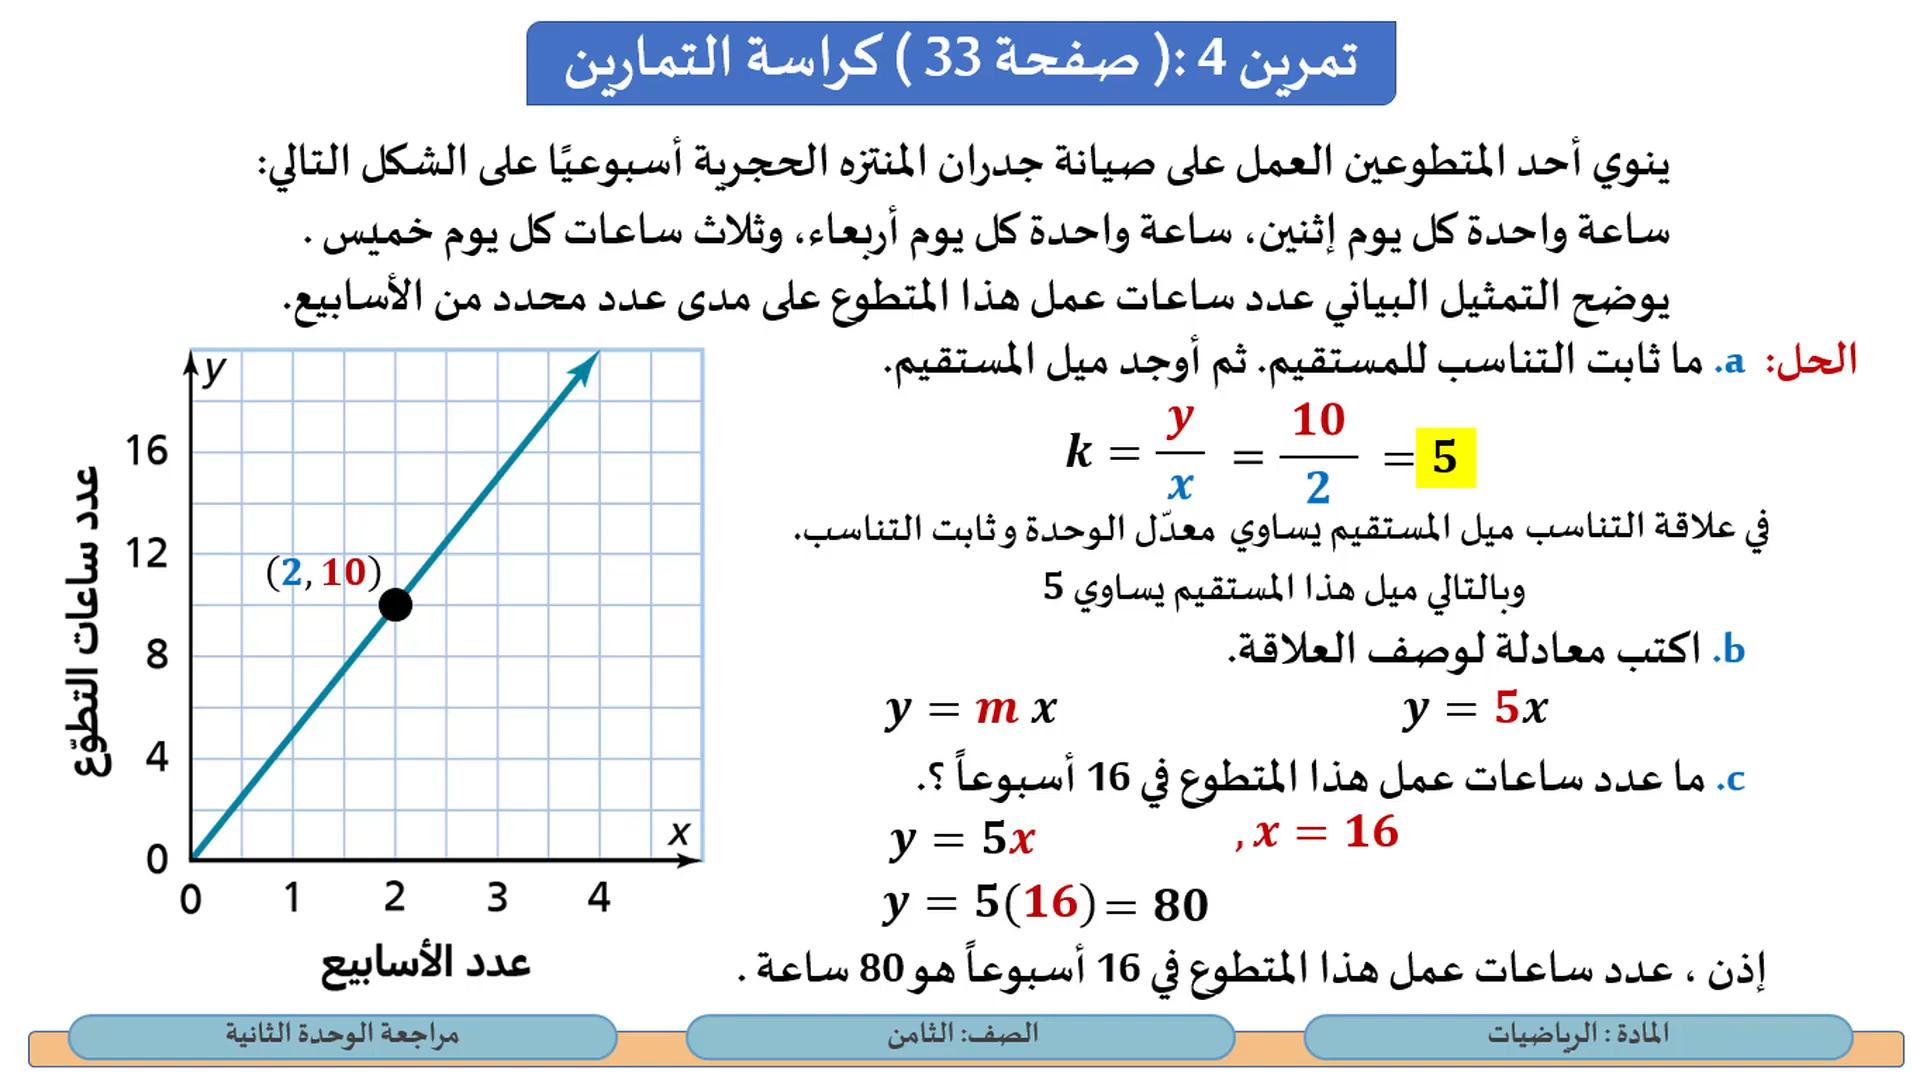 تمرين 4 :( صفحة 33 ) كراسة التمارين
ينوي أحد المتطوعين العمل على صيانة جدران المنتزه الحجرية أسبوعيًا على الشكل التالي:
ساعة واحدة كل يوم إثنين، ساعة واحدة كل يوم أربعاء، وثلاث ساعات كل يوم خميس .
يوضح التمثيل البياني عدد ساعات عمل هذا المتطوع على مدى عدد محدد من الأسابيع.
الحل: a. ما ثابت التناسب للمستقيم. ثم أوجد ميل المستقيم.
k = y/x = 10/2 = 5
في علاقة التناسب ميل المستقيم يساوي معدّل الوحدة و ثابت التناسب.
وبالتالي ميل هذا المستقيم يساوي 5
b. اكتب معادلة لوصف العلاقة.
y = m x
y = 5x
c. ما عدد ساعات عمل هذا المتطوع في 16 أسبوعاً ؟.
y = 5x , x = 16
y = 5(16) = 80
إذن ، عدد ساعات عمل هذا المتطوع في 16 أسبوعاً هو 80 ساعة .
y
16
12
8
4
0
(2, 10)
x
0 1 2 3 4
عدد ساعات التطوّع
عدد الأسابيع
المادة : الرياضيات
الصف: الثامن
مراجعة الوحدة الثانية